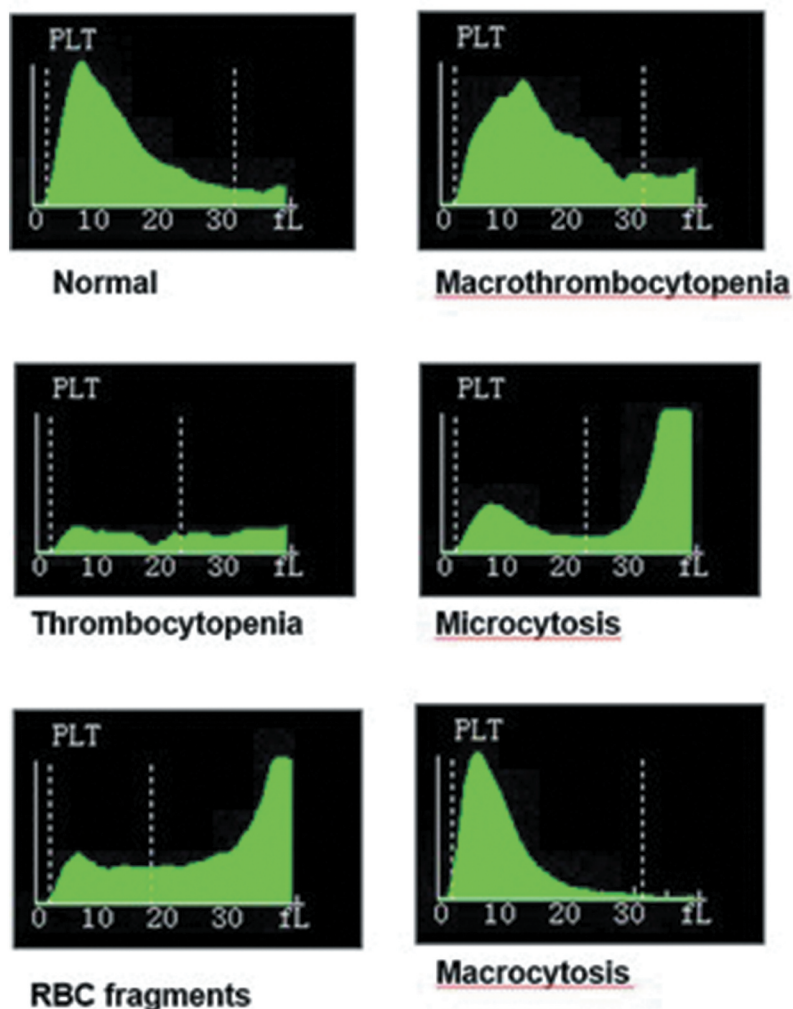 PLT
0 10 20 30 fL
Normal
PLT
0 10 20 30 fL
Macrothrombocytopenia
PLT
0 10 20 30 fL
Thrombocytopenia
PLT
0 10 20 30 fL
Microcytosis
PLT
0 10 20 30 fL
RBC fragments
PLT
0 10 20 30 fL
Macrocytosis